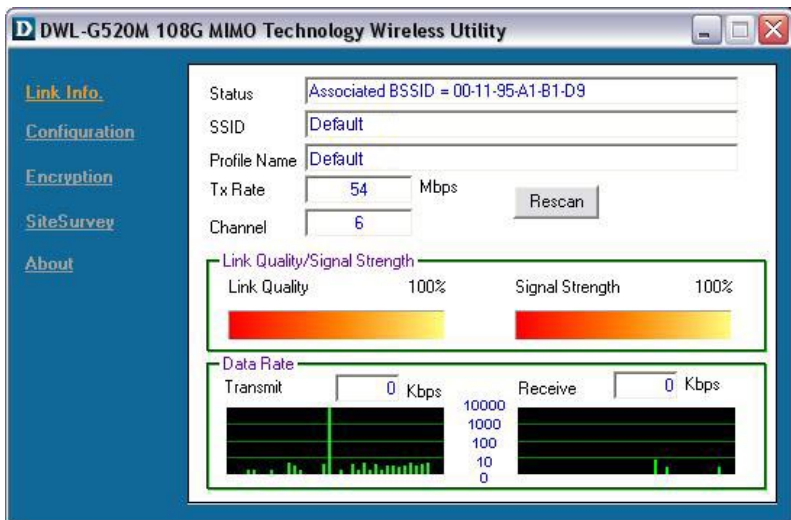 D DWL-G520M 108G MIMO Technology Wireless Utility
Link Info.
Configuration
Encryption
SiteSurvey
About
Status Associated BSSID = 00-11-95-A1-B1-D9
SSID Default
Profile Name Default
Tx Rate 54 Mbps
Rescan
Channel 6
Link Quality/Signal Strength
Link Quality 100% Signal Strength 100%
Data Rate
Transmit 0 Kbps Receive 0 Kbps
10000
1000
100
10
0